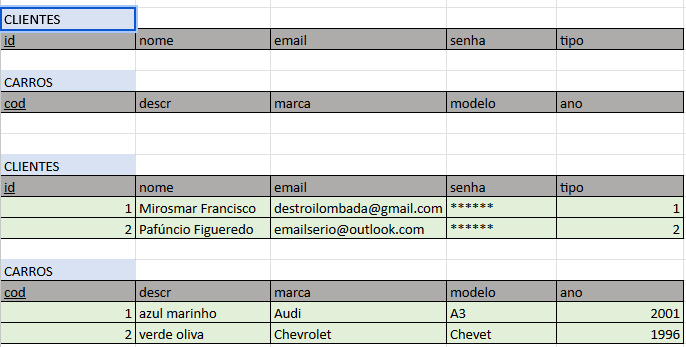 CLIENTES
id nome email senha tipo
CARROS
cod descr marca modelo ano
CLIENTES
id nome email senha tipo
1 Mirosmar Francisco destroilombada@gmail.com ****** 1
2 Pafúncio Figueredo emailserio@outlook.com ****** 2
CARROS
cod descr marca modelo ano
1 azul marinho Audi A3 2001
2 verde oliva Chevrolet Chevet 1996